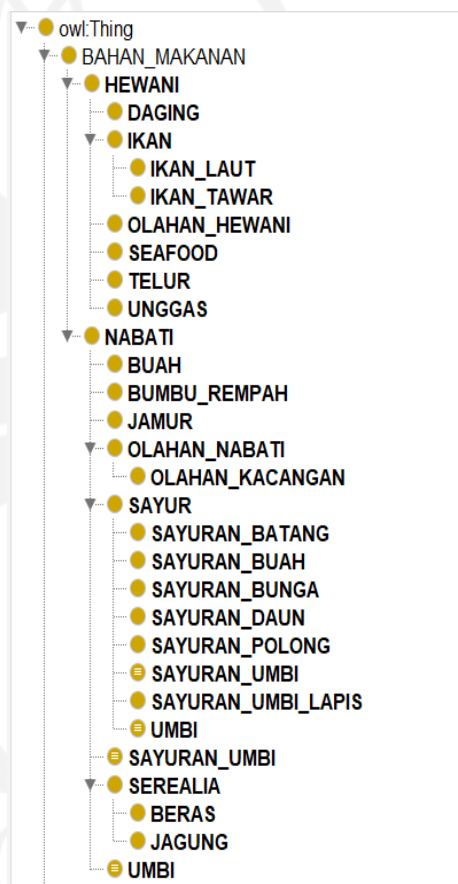 owl:Thing
BAHAN_MAKANAN
HEWANI
DAGING
IKAN
IKAN_LAUT
IKAN_TAWAR
OLAHAN_HEWANI
SEAFOOD
TELUR
UNGGAS
NABATI
BUAH
BUMBU_REMPAH
JAMUR
OLAHAN_NABATI
OLAHAN_KACANGAN
SAYUR
SAYURAN_BATANG
SAYURAN_BUAH
SAYURAN_BUNGA
SAYURAN_DAUN
SAYURAN_POLONG
SAYURAN_UMBI
SAYURAN_UMBI_LAPIS
UMBI
SAYURAN_UMBI
SEREALIA
BERAS
JAGUNG
UMBI